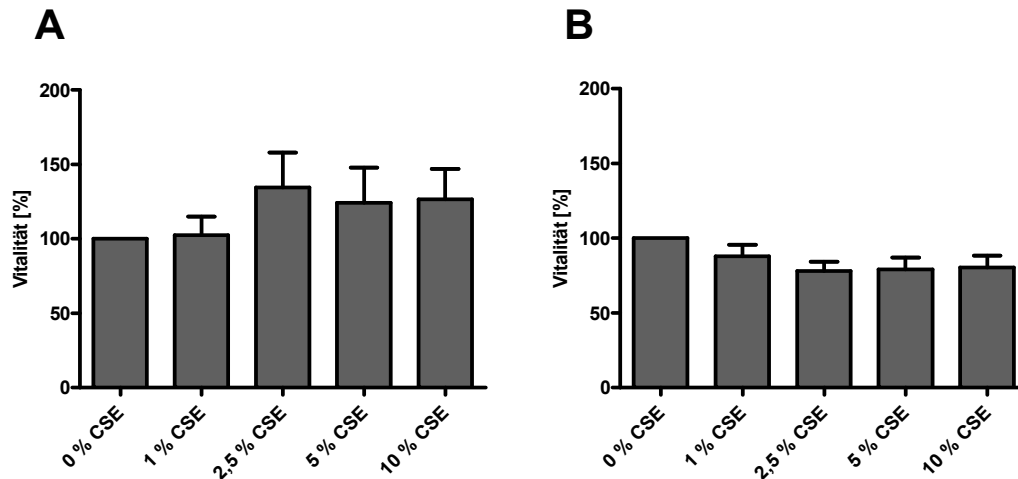 A
Vitalität [%]
200
150
100
50
0
0 % CSE
1 % CSE
2,5 % CSE
5 % CSE
10 % CSE
B
Vitalität [%]
200
150
100
50
0
0 % CSE
1 % CSE
2,5 % CSE
5 % CSE
10 % CSE